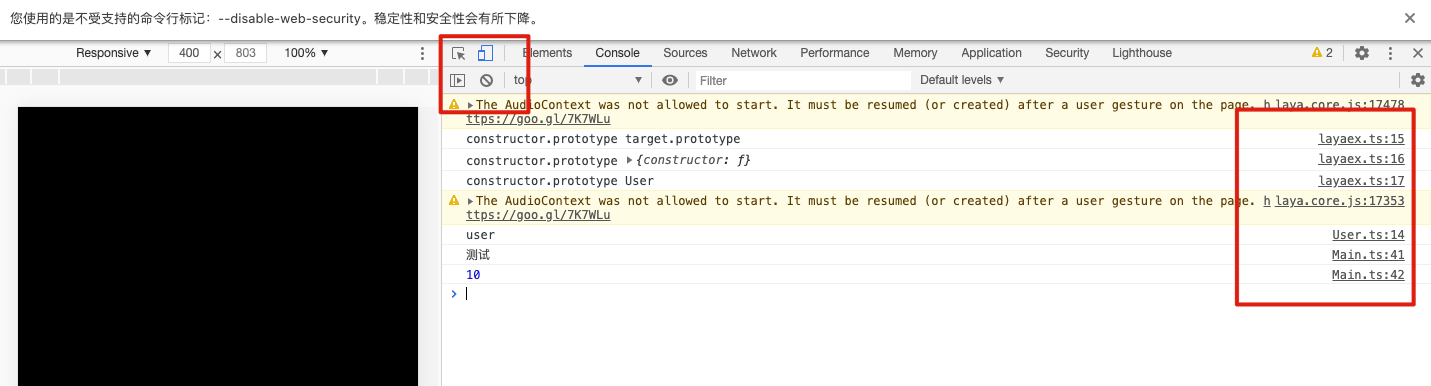 您使用的是不受支持的命令行标记：--disable-web-security。稳定性和安全性会有所下降。
Responsive 400 × 803 100% Elements Console Sources Network Performance Memory Application Security Lighthouse 2
top Filter Default levels
The AudioContext was not allowed to start. It must be resumed (or created) after a user gesture on the page. h laya.core.js:17478
ttps://goo.gl/7K7WLu
constructor.prototype target.prototype layaex.ts:15
constructor.prototype {constructor: ƒ} layaex.ts:16
constructor.prototype User layaex.ts:17
The AudioContext was not allowed to start. It must be resumed (or created) after a user gesture on the page. h laya.core.js:17353
ttps://goo.gl/7K7WLu
user User.ts:14
测试 Main.ts:41
10 Main.ts:42